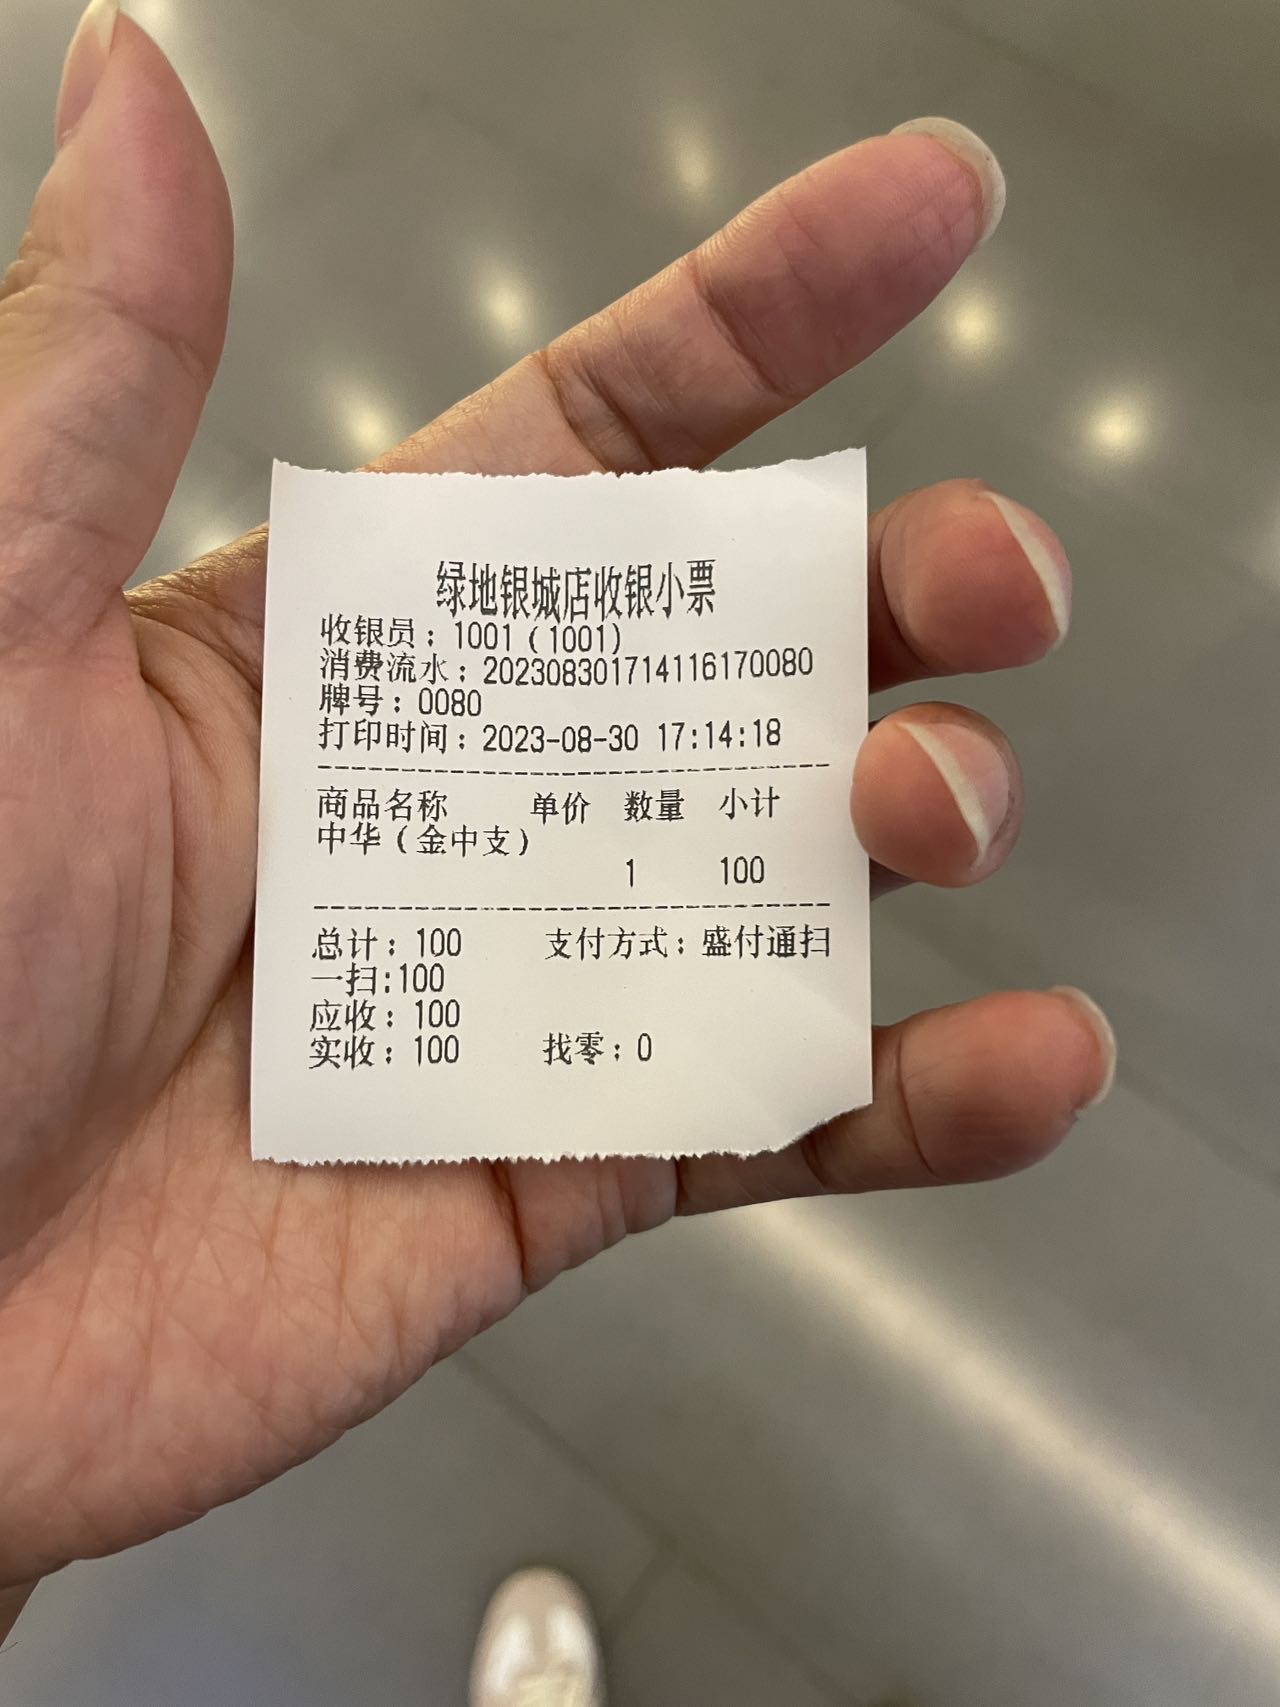 绿地银城店收银小票
收银员：1001（1001）
消费流水：202308301714116170080
牌号：0080
打印时间：2023-08-30 17:14:18
商品名称 单价 数量 小计
中华（金中支）
1 100
总计：100 支付方式：盛付通扫
一扫:100
应收：100
实收：100 找零：0